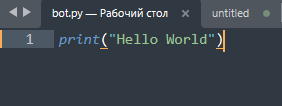 bot.py — Рабочий стол
untitled
1 print("Hello World")